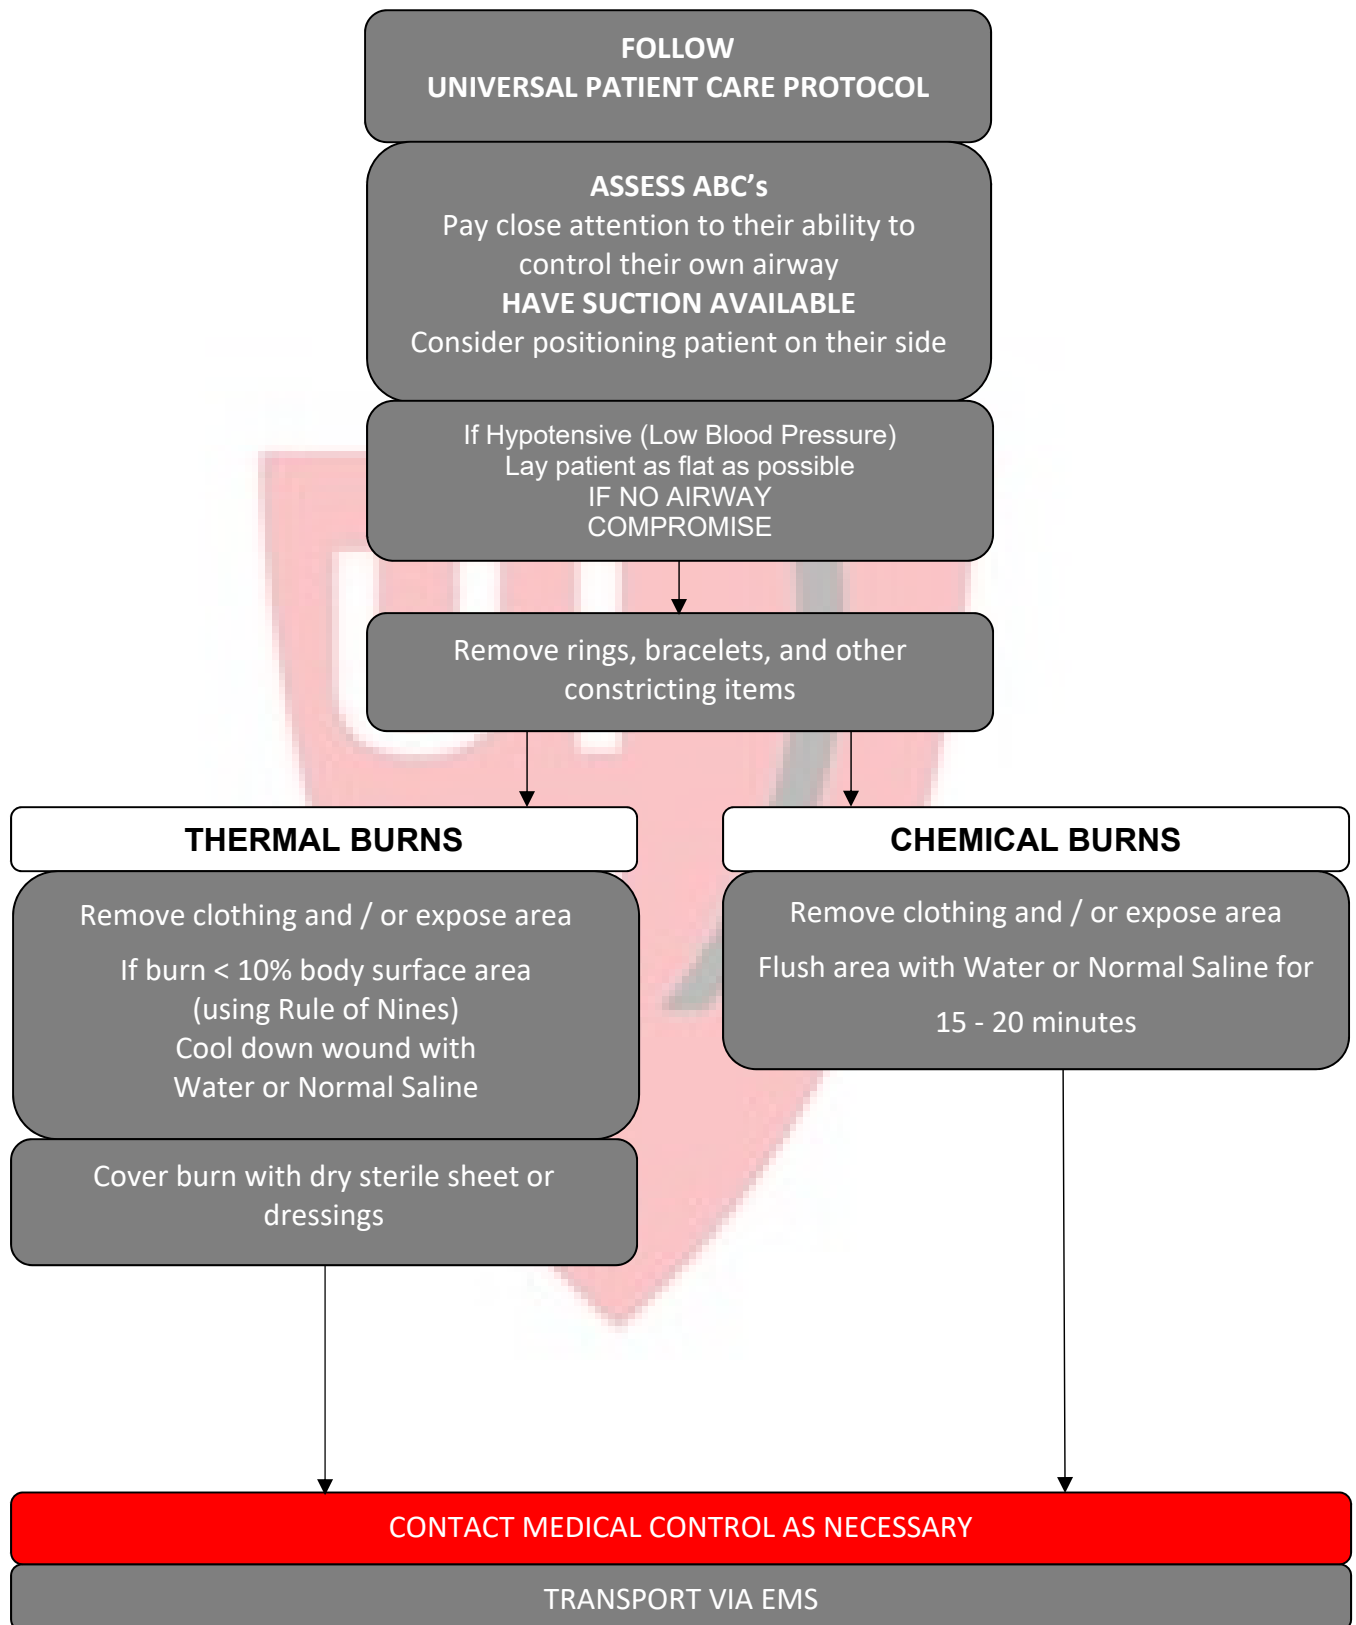 FOLLOW
UNIVERSAL PATIENT CARE PROTOCOL
ASSESS ABC’s
Pay close attention to their ability to
control their own airway
HAVE SUCTION AVAILABLE
Consider positioning patient on their side
If Hypotensive (Low Blood Pressure)
Lay patient as flat as possible
IF NO AIRWAY
COMPROMISE
Remove rings, bracelets, and other
constricting items
THERMAL BURNS
Remove clothing and / or expose area
If burn < 10% body surface area
(using Rule of Nines)
Cool down wound with
Water or Normal Saline
Cover burn with dry sterile sheet or
dressings
CHEMICAL BURNS
Remove clothing and / or expose area
Flush area with Water or Normal Saline for
15 - 20 minutes
CONTACT MEDICAL CONTROL AS NECESSARY
TRANSPORT VIA EMS